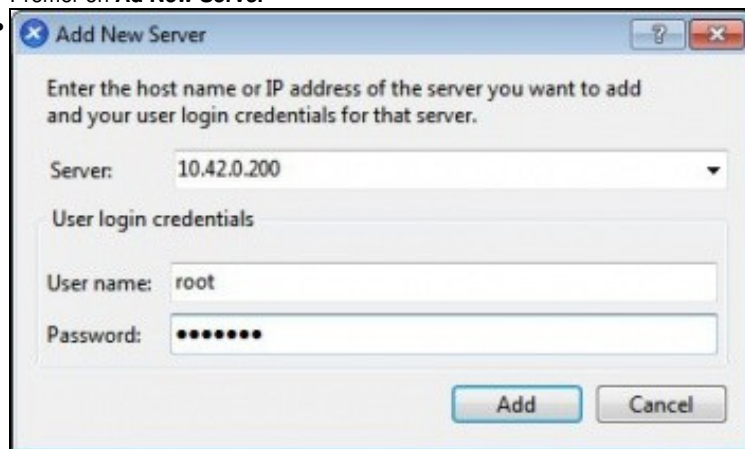 Add New Server
Enter the host name or IP address of the server you want to add
and your user login credentials for that server.
Server: 10.42.0.200
User login credentials
User name: root
Password: •••••••
Add Cancel